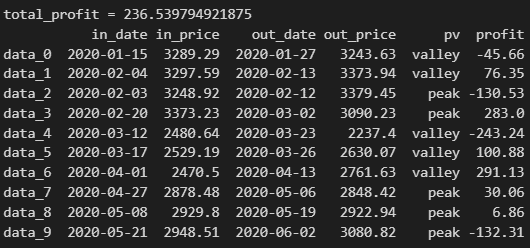 total_profit = 236.539794921875
in_date in_price out_date out_price pv profit
data_0 2020-01-15 3289.29 2020-01-27 3243.63 valley -45.66
data_1 2020-02-04 3297.59 2020-02-13 3373.94 valley 76.35
data_2 2020-02-03 3248.92 2020-02-12 3379.45 peak -130.53
data_3 2020-02-20 3373.23 2020-03-02 3090.23 peak 283.0
data_4 2020-03-12 2480.64 2020-03-23 2237.4 valley -243.24
data_5 2020-03-17 2529.19 2020-03-26 2630.07 valley 100.88
data_6 2020-04-01 2470.5 2020-04-13 2761.63 valley 291.13
data_7 2020-04-27 2878.48 2020-05-06 2848.42 peak 30.06
data_8 2020-05-08 2929.8 2020-05-19 2922.94 peak 6.86
data_9 2020-05-21 2948.51 2020-06-02 3080.82 peak -132.31